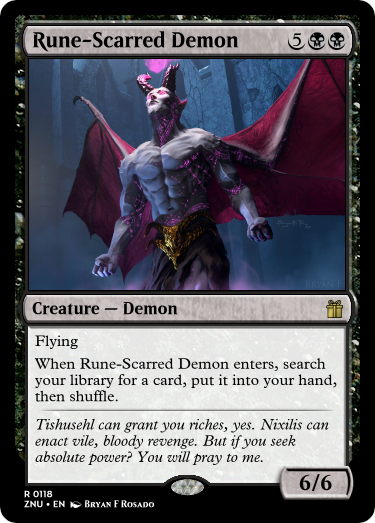 Rune-Scarred Demon 5
Creature — Demon
Flying
When Rune-Scarred Demon enters, search
your library for a card, put it into your hand,
then shuffle.
Tishusehl can grant you riches, yes. Nixilis can
enact vile, bloody revenge. But if you seek
absolute power? You will pray to me.
6/6
R 0118
ZNU • EN Bryan F Rosado